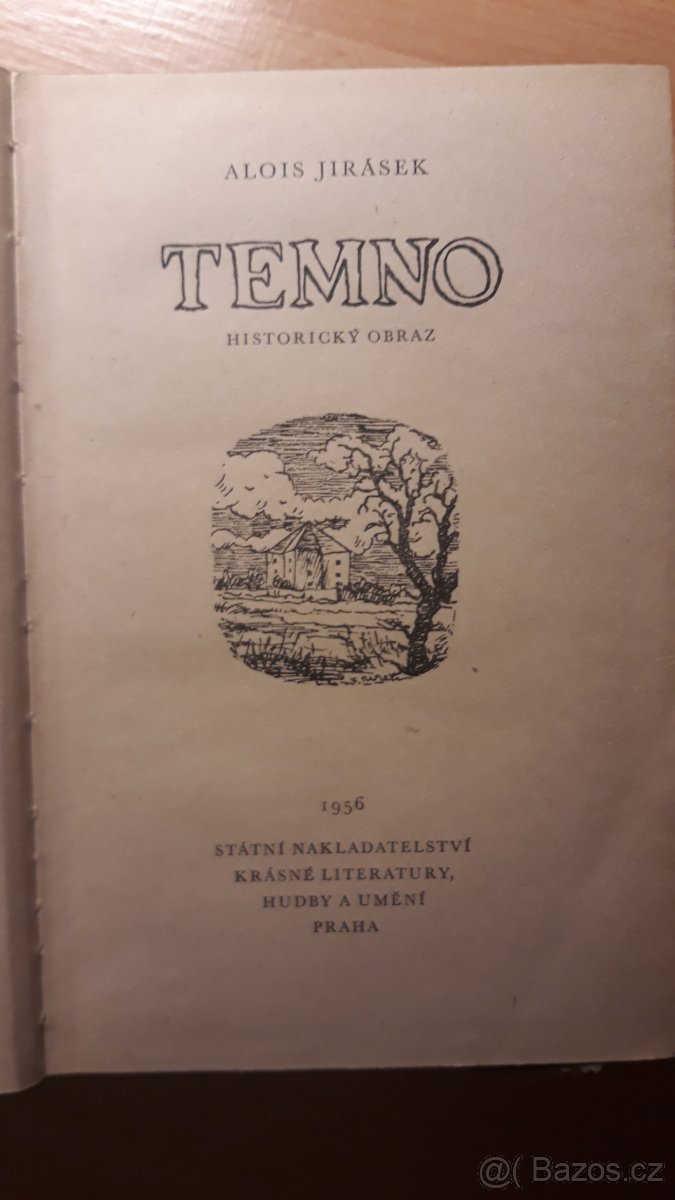 ALOIS JIRÁSEK
TEMNO
HISTORICKÝ OBRAZ
1956
STÁTNÍ NAKLADATELSTVÍ
KRÁSNÉ LITERATURY,
HUDBY A UMĚNÍ
PRAHA
@( Bazos.cz